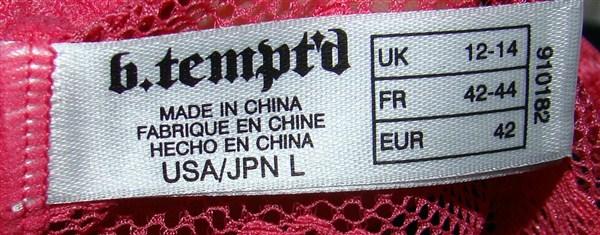 b.tempt'd
MADE IN CHINA
FABRIQUE EN CHINE
HECHO EN CHINA
USA/JPN L
UK 12-14
FR 42-44
EUR 42
910182